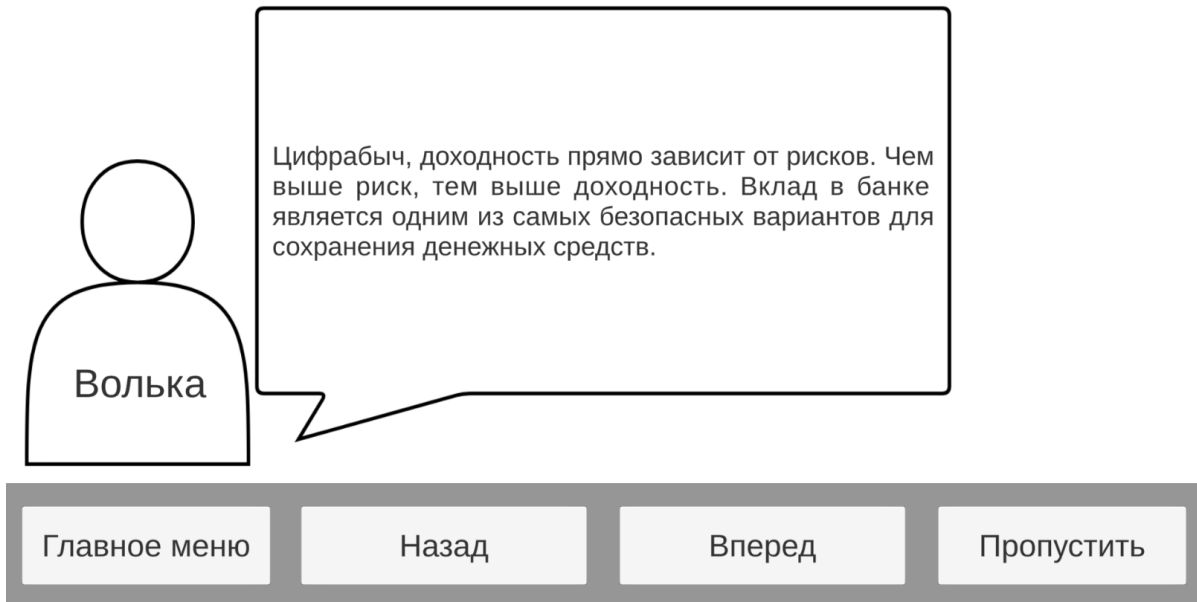 Цифрабыч, доходность прямо зависит от рисков. Чем
выше риск, тем выше доходность. Вклад в банке
является одним из самых безопасных вариантов для
сохранения денежных средств.
Волька
Главное меню
Назад
Вперед
Пропустить